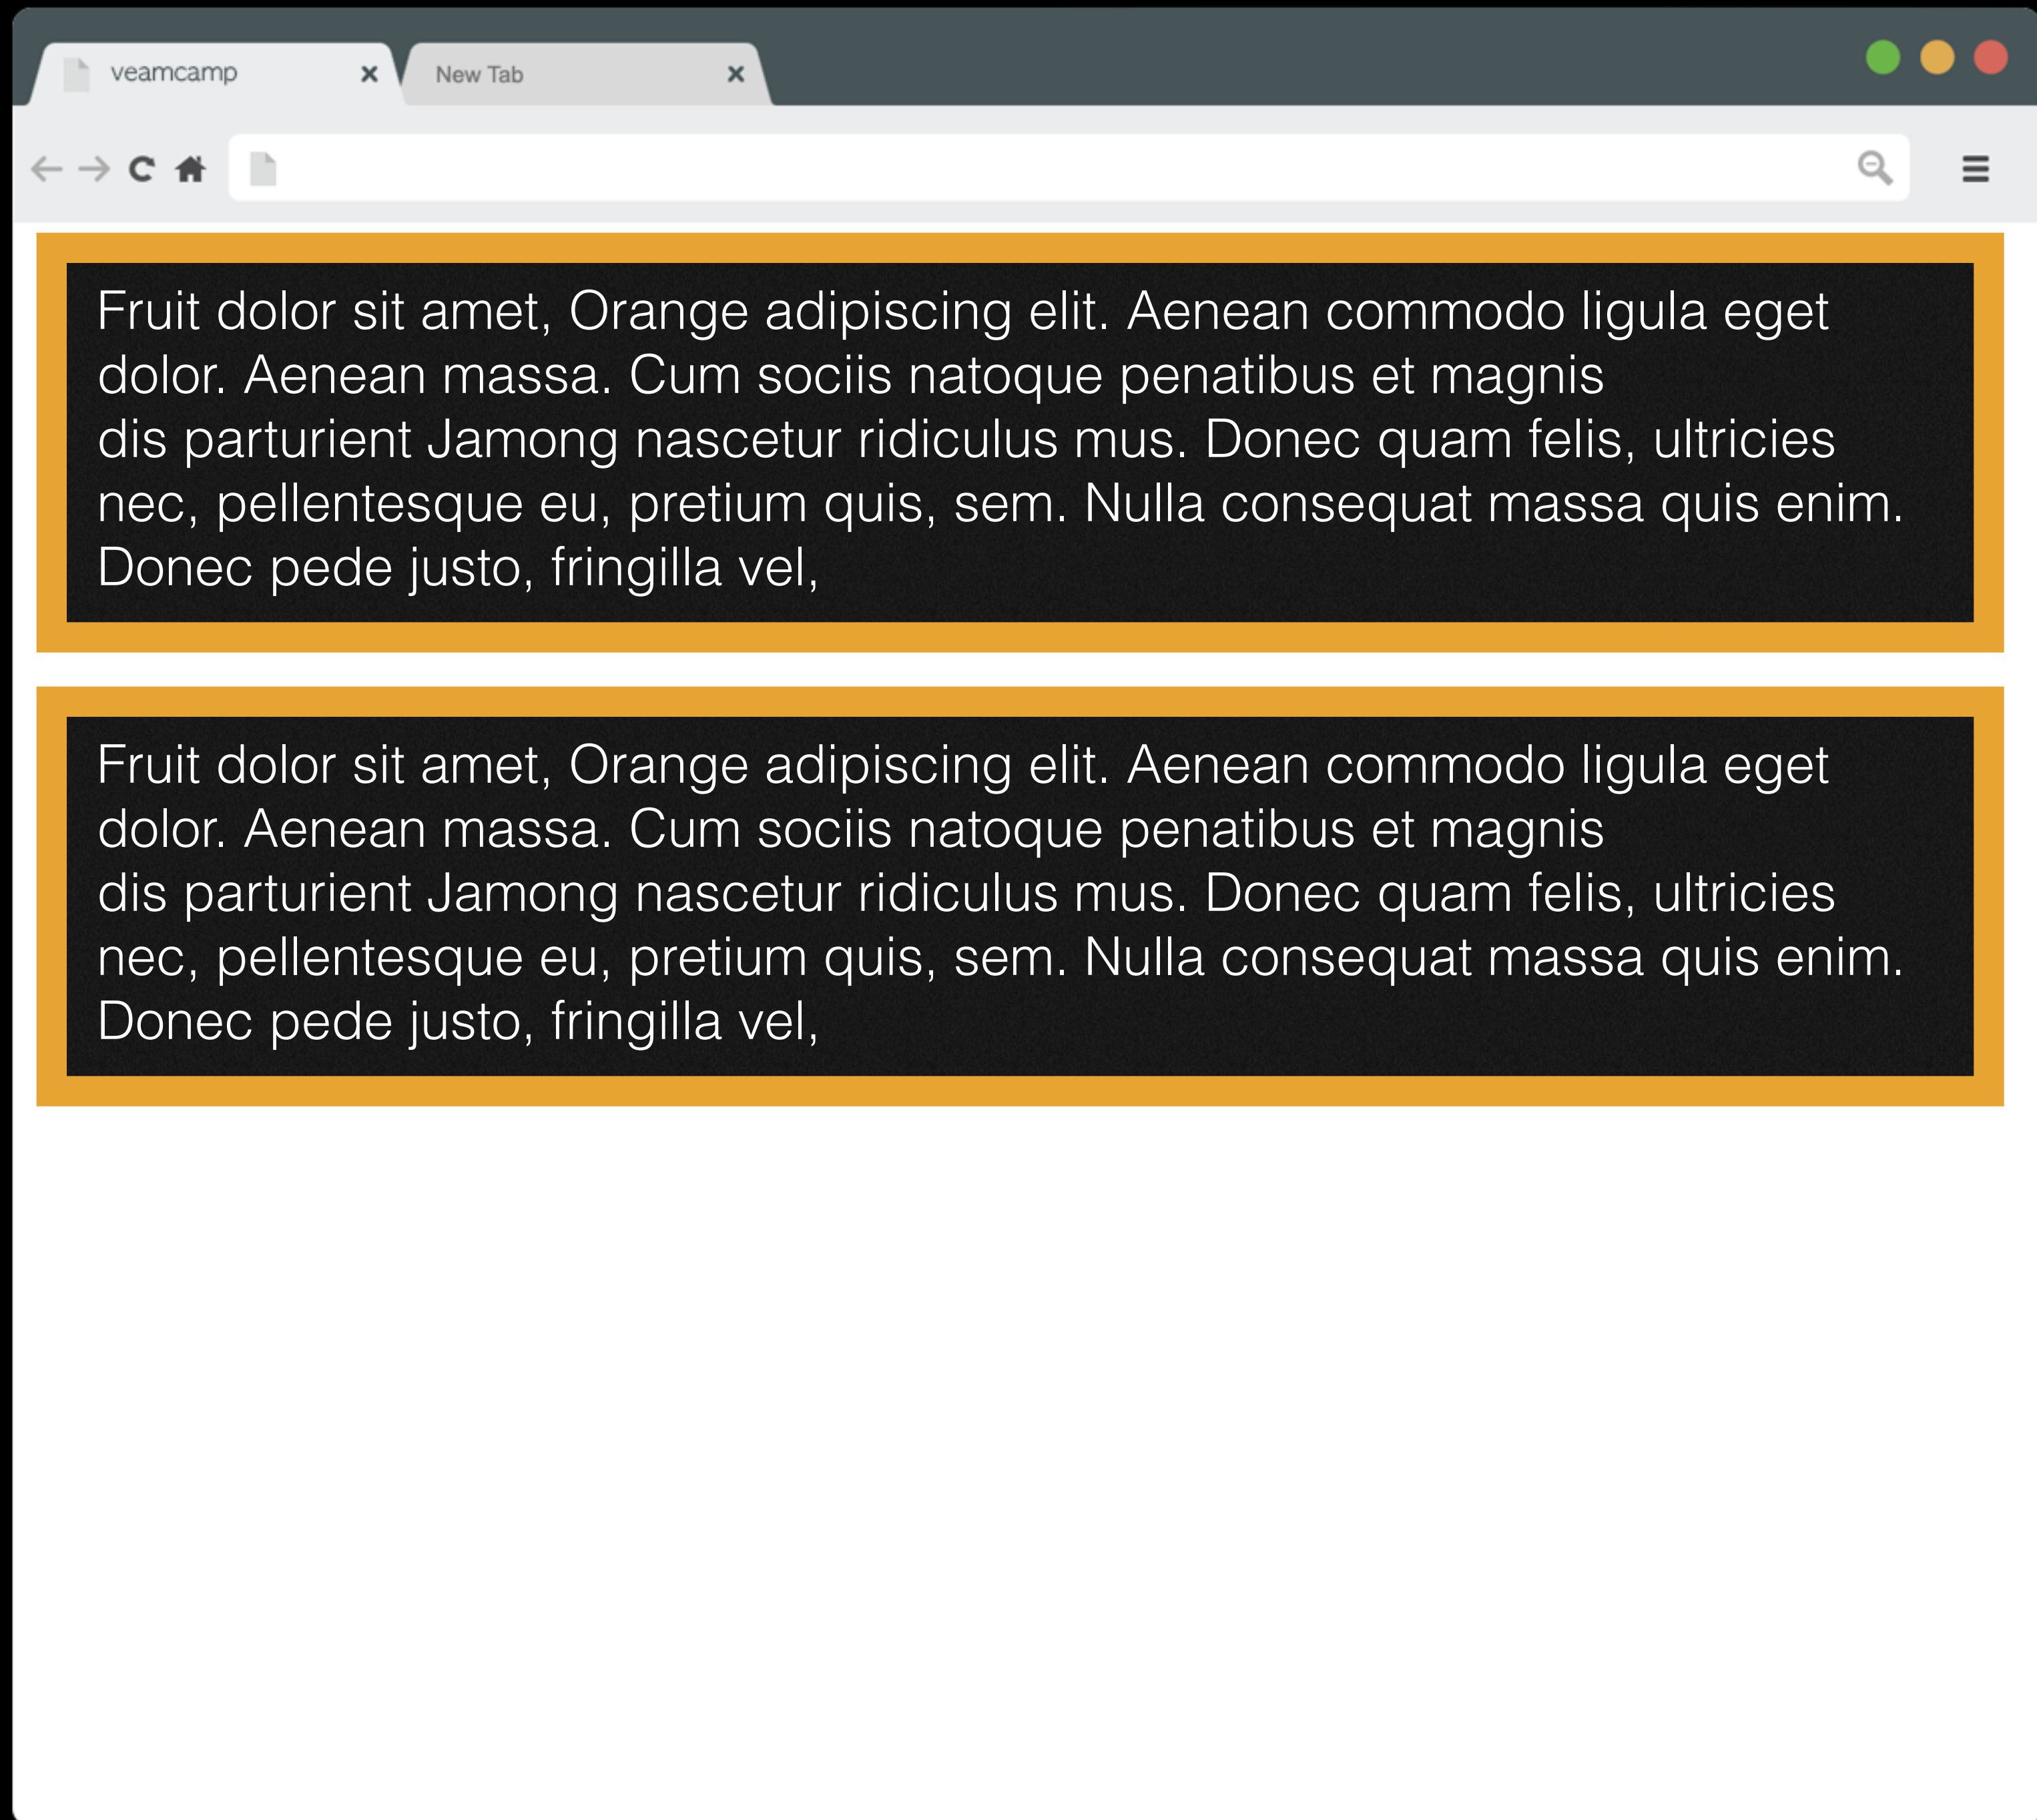 veamcamp
New Tab
Fruit dolor sit amet, Orange adipiscing elit. Aenean commodo ligula eget
dolor. Aenean massa. Cum sociis natoque penatibus et magnis
dis parturient Jamong nascetur ridiculus mus. Donec quam felis, ultricies
nec, pellentesque eu, pretium quis, sem. Nulla consequat massa quis enim.
Donec pede justo, fringilla vel,
Fruit dolor sit amet, Orange adipiscing elit. Aenean commodo ligula eget
dolor. Aenean massa. Cum sociis natoque penatibus et magnis
dis parturient Jamong nascetur ridiculus mus. Donec quam felis, ultricies
nec, pellentesque eu, pretium quis, sem. Nulla consequat massa quis enim.
Donec pede justo, fringilla vel,